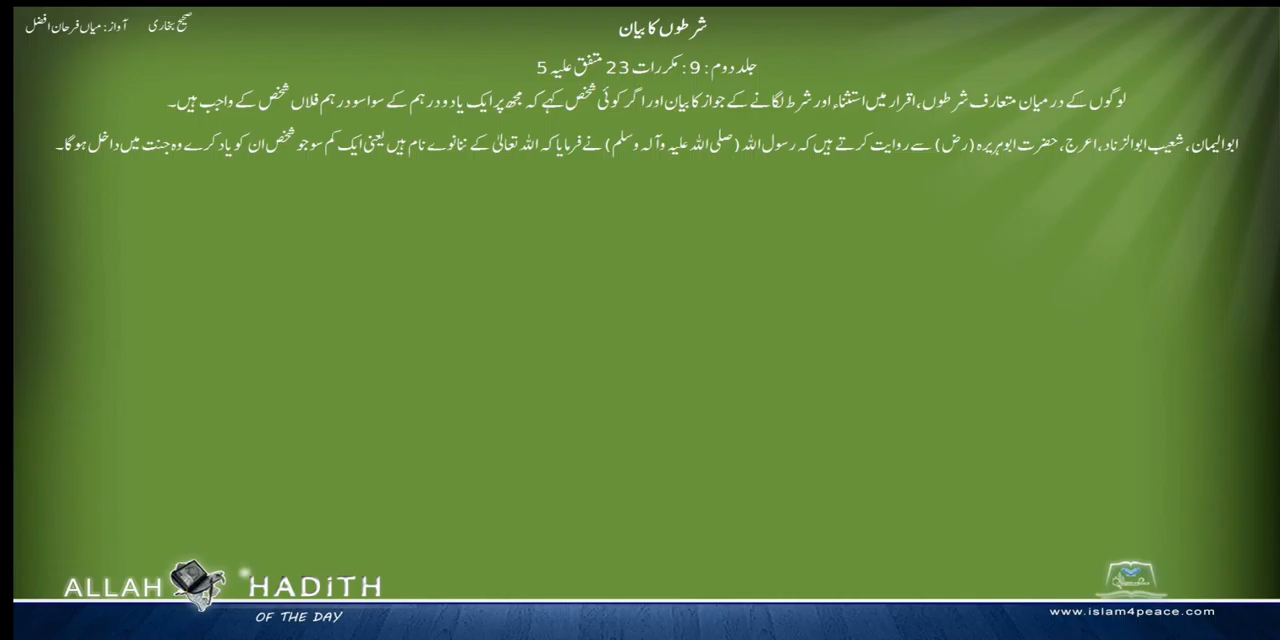 صحیح بخاری
آواز: میاں فرحان افضل
شرطوں کا بیان
جلد دوم : 9 : مکررات 23 متفق علیہ 5
لوگوں کے درمیان متعارف شرطوں، اقرار میں استثناء اور شرط لگانے کے جواز کا بیان اور اگر کوئی شخص کہے کہ مجھ پر ایک یا دو درہم کے سوا سو درہم فلاں شخص کے واجب ہیں۔
ابوالیمان، شعیب ابوالزناد، اعرج، حضرت ابوہریرہ (رض) سے روایت کرتے ہیں کہ رسول اللہ (صلی اللہ علیہ وآلہ وسلم) نے فرمایا کہ اللہ تعالیٰ کے ننانوے نام ہیں یعنی ایک کم سو جو شخص ان کو یاد کرے وہ جنت میں داخل ہوگا۔
ALLAH HADITH
OF THE DAY
www.islam4peace.com